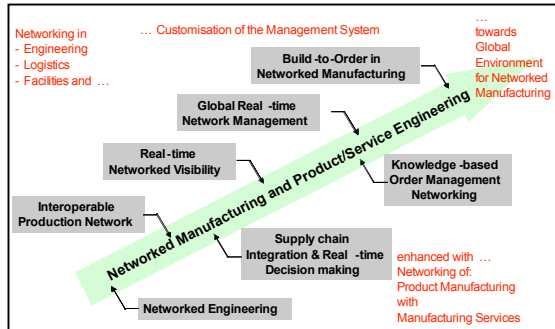 Networking in
- Engineering
- Logistics
- Facilities and …
… Customisation of the Management System
…
towards
Global
Environment
for Networked
Manufacturing
Build -to-Order in
Networked Manufacturing
Global Real -time
Network Management
Real-time
Networked Visibility
Interoperable
Production Network
Networked Manufacturing and Product/Service Engineering
Knowledge -based
Order Management
Networking
Supply chain
Integration & Real -time
Decision making
Networked Engineering
enhanced with …
Networking of:
Product Manufacturing
with
Manufacturing Services